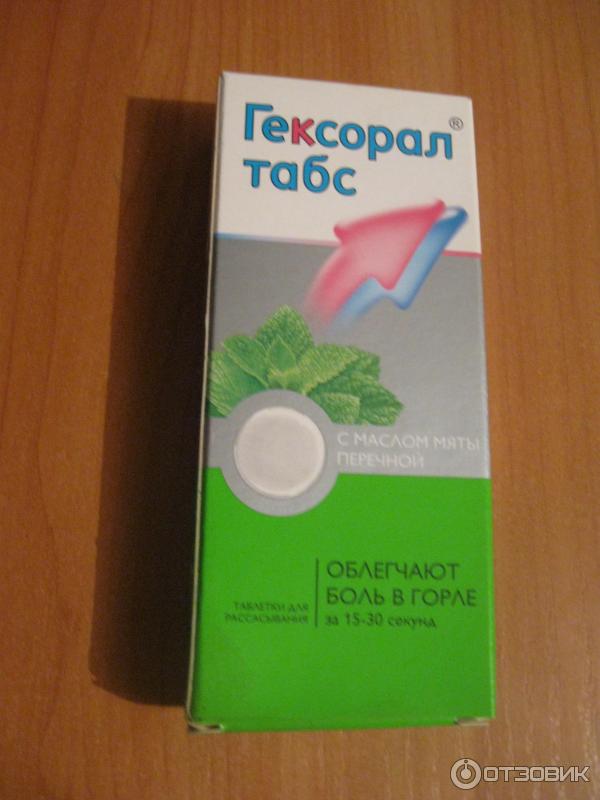 Гексорал®
табс
С МАСЛОМ МЯТЫ
ПЕРЕЧНОЙ
ТАБЛЕТКИ ДЛЯ
РАССАСЫВАНИЯ
ОБЛЕГЧАЮТ
БОЛЬ В ГОРЛЕ
за 15-30 секунд
ОТЗОВИК